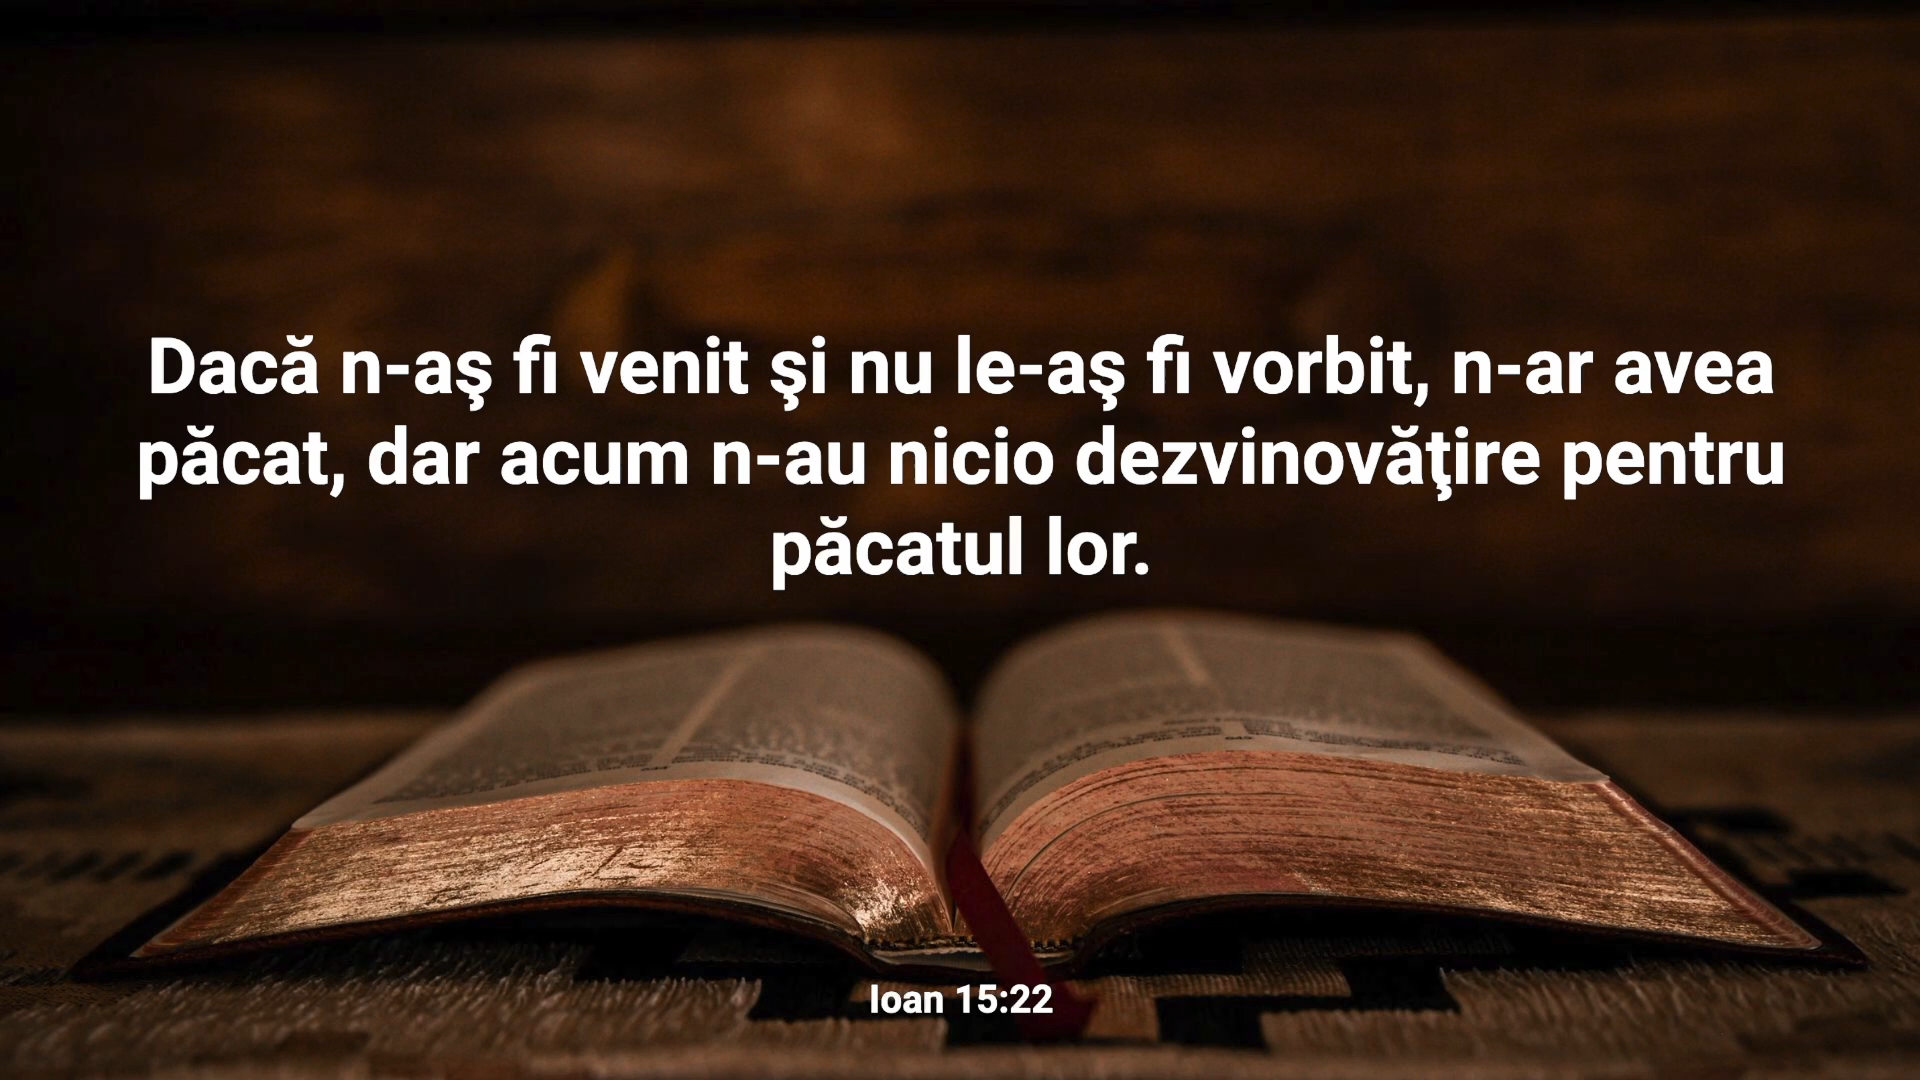 Dacă n-aş fi venit şi nu le-aş fi vorbit, n-ar avea
păcat, dar acum n-au nicio dezvinovăţire pentru
păcatul lor.
Ioan 15:22